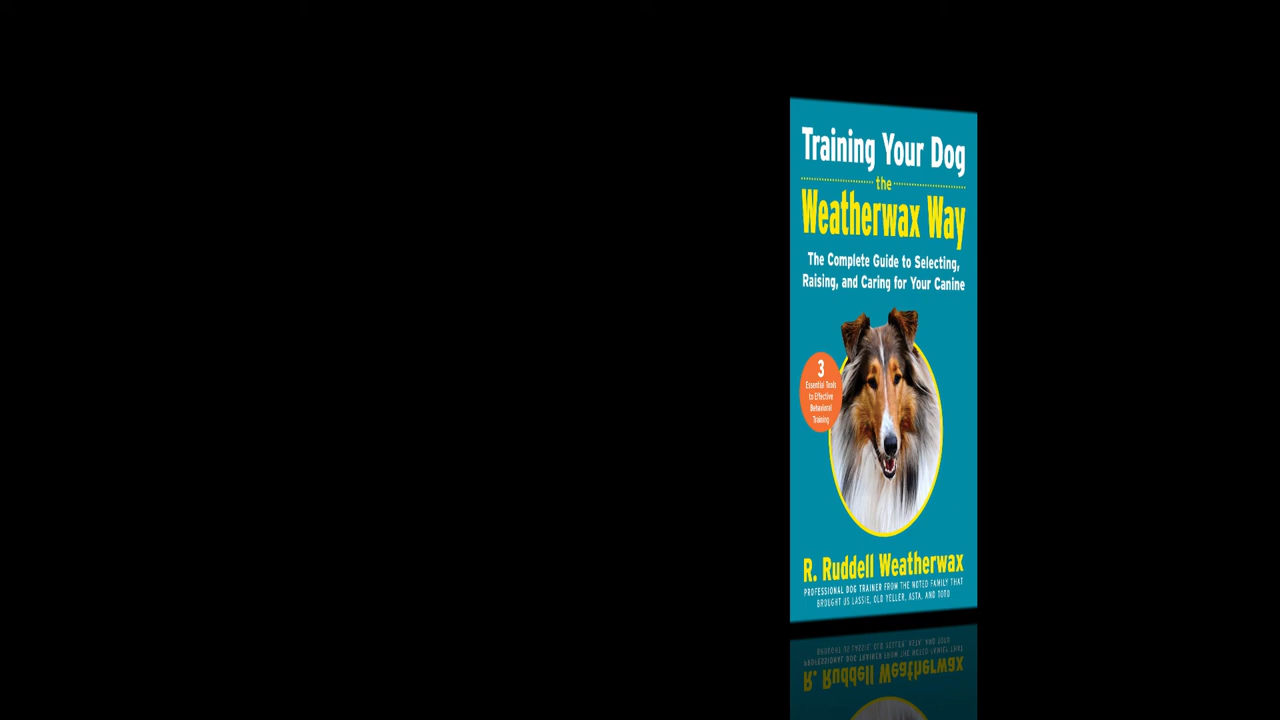 Training Your Dog
the
Weatherwax Way
The Complete Guide to Selecting,
Raising, and Caring for Your Canine
3
Essential Tools
to Effective
Behavioral
Training
R. Ruddell Weatherwax
PROFESSIONAL DOG TRAINER FROM THE NOTED FAMILY THAT
BROUGHT US LASSIE, OLD YELLER, ASTA, AND TOTO